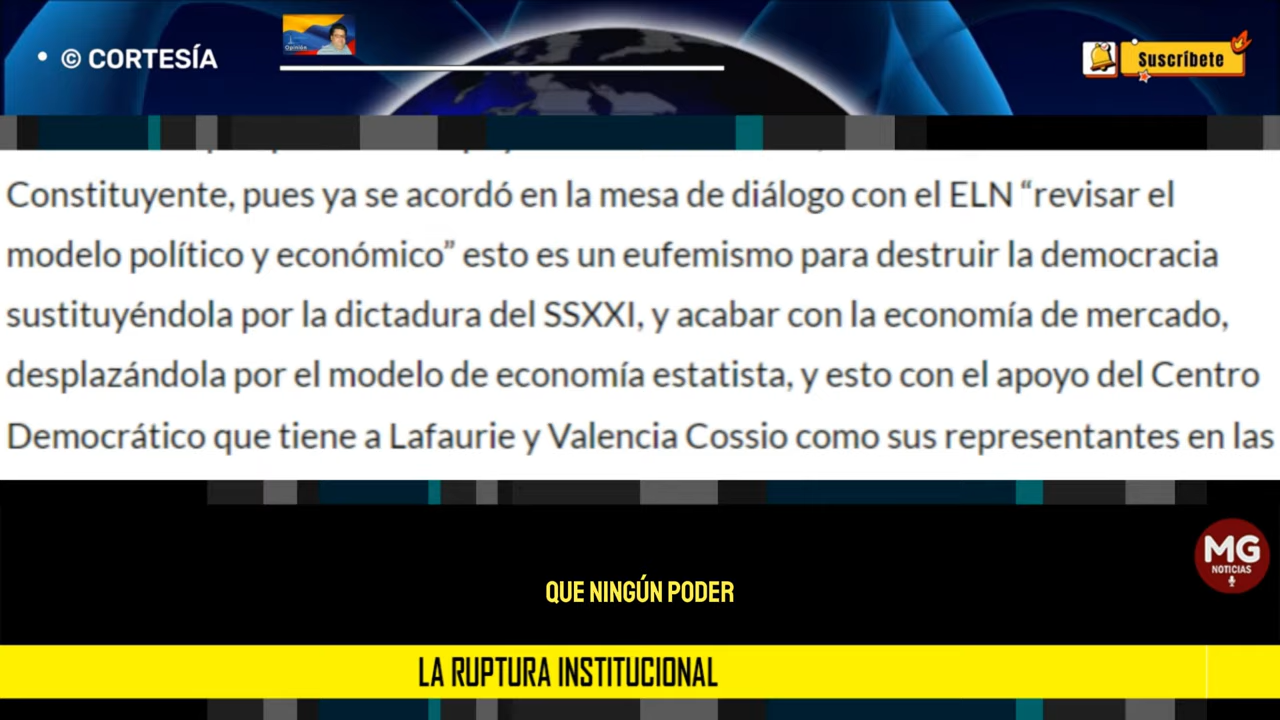 • © CORTESÍA
Opinión
Suscríbete
Constituyente, pues ya se acordó en la mesa de diálogo con el ELN “revisar el
modelo político y económico” esto es un eufemismo para destruir la democracia
sustituyéndola por la dictadura del SSXXI, y acabar con la economía de mercado,
desplazándola por el modelo de economía estatista, y esto con el apoyo del Centro
Democrático que tiene a Lafaurie y Valencia Cossio como sus representantes en las
MG
NOTICIAS
QUE NINGÚN PODER
LA RUPTURA INSTITUCIONAL